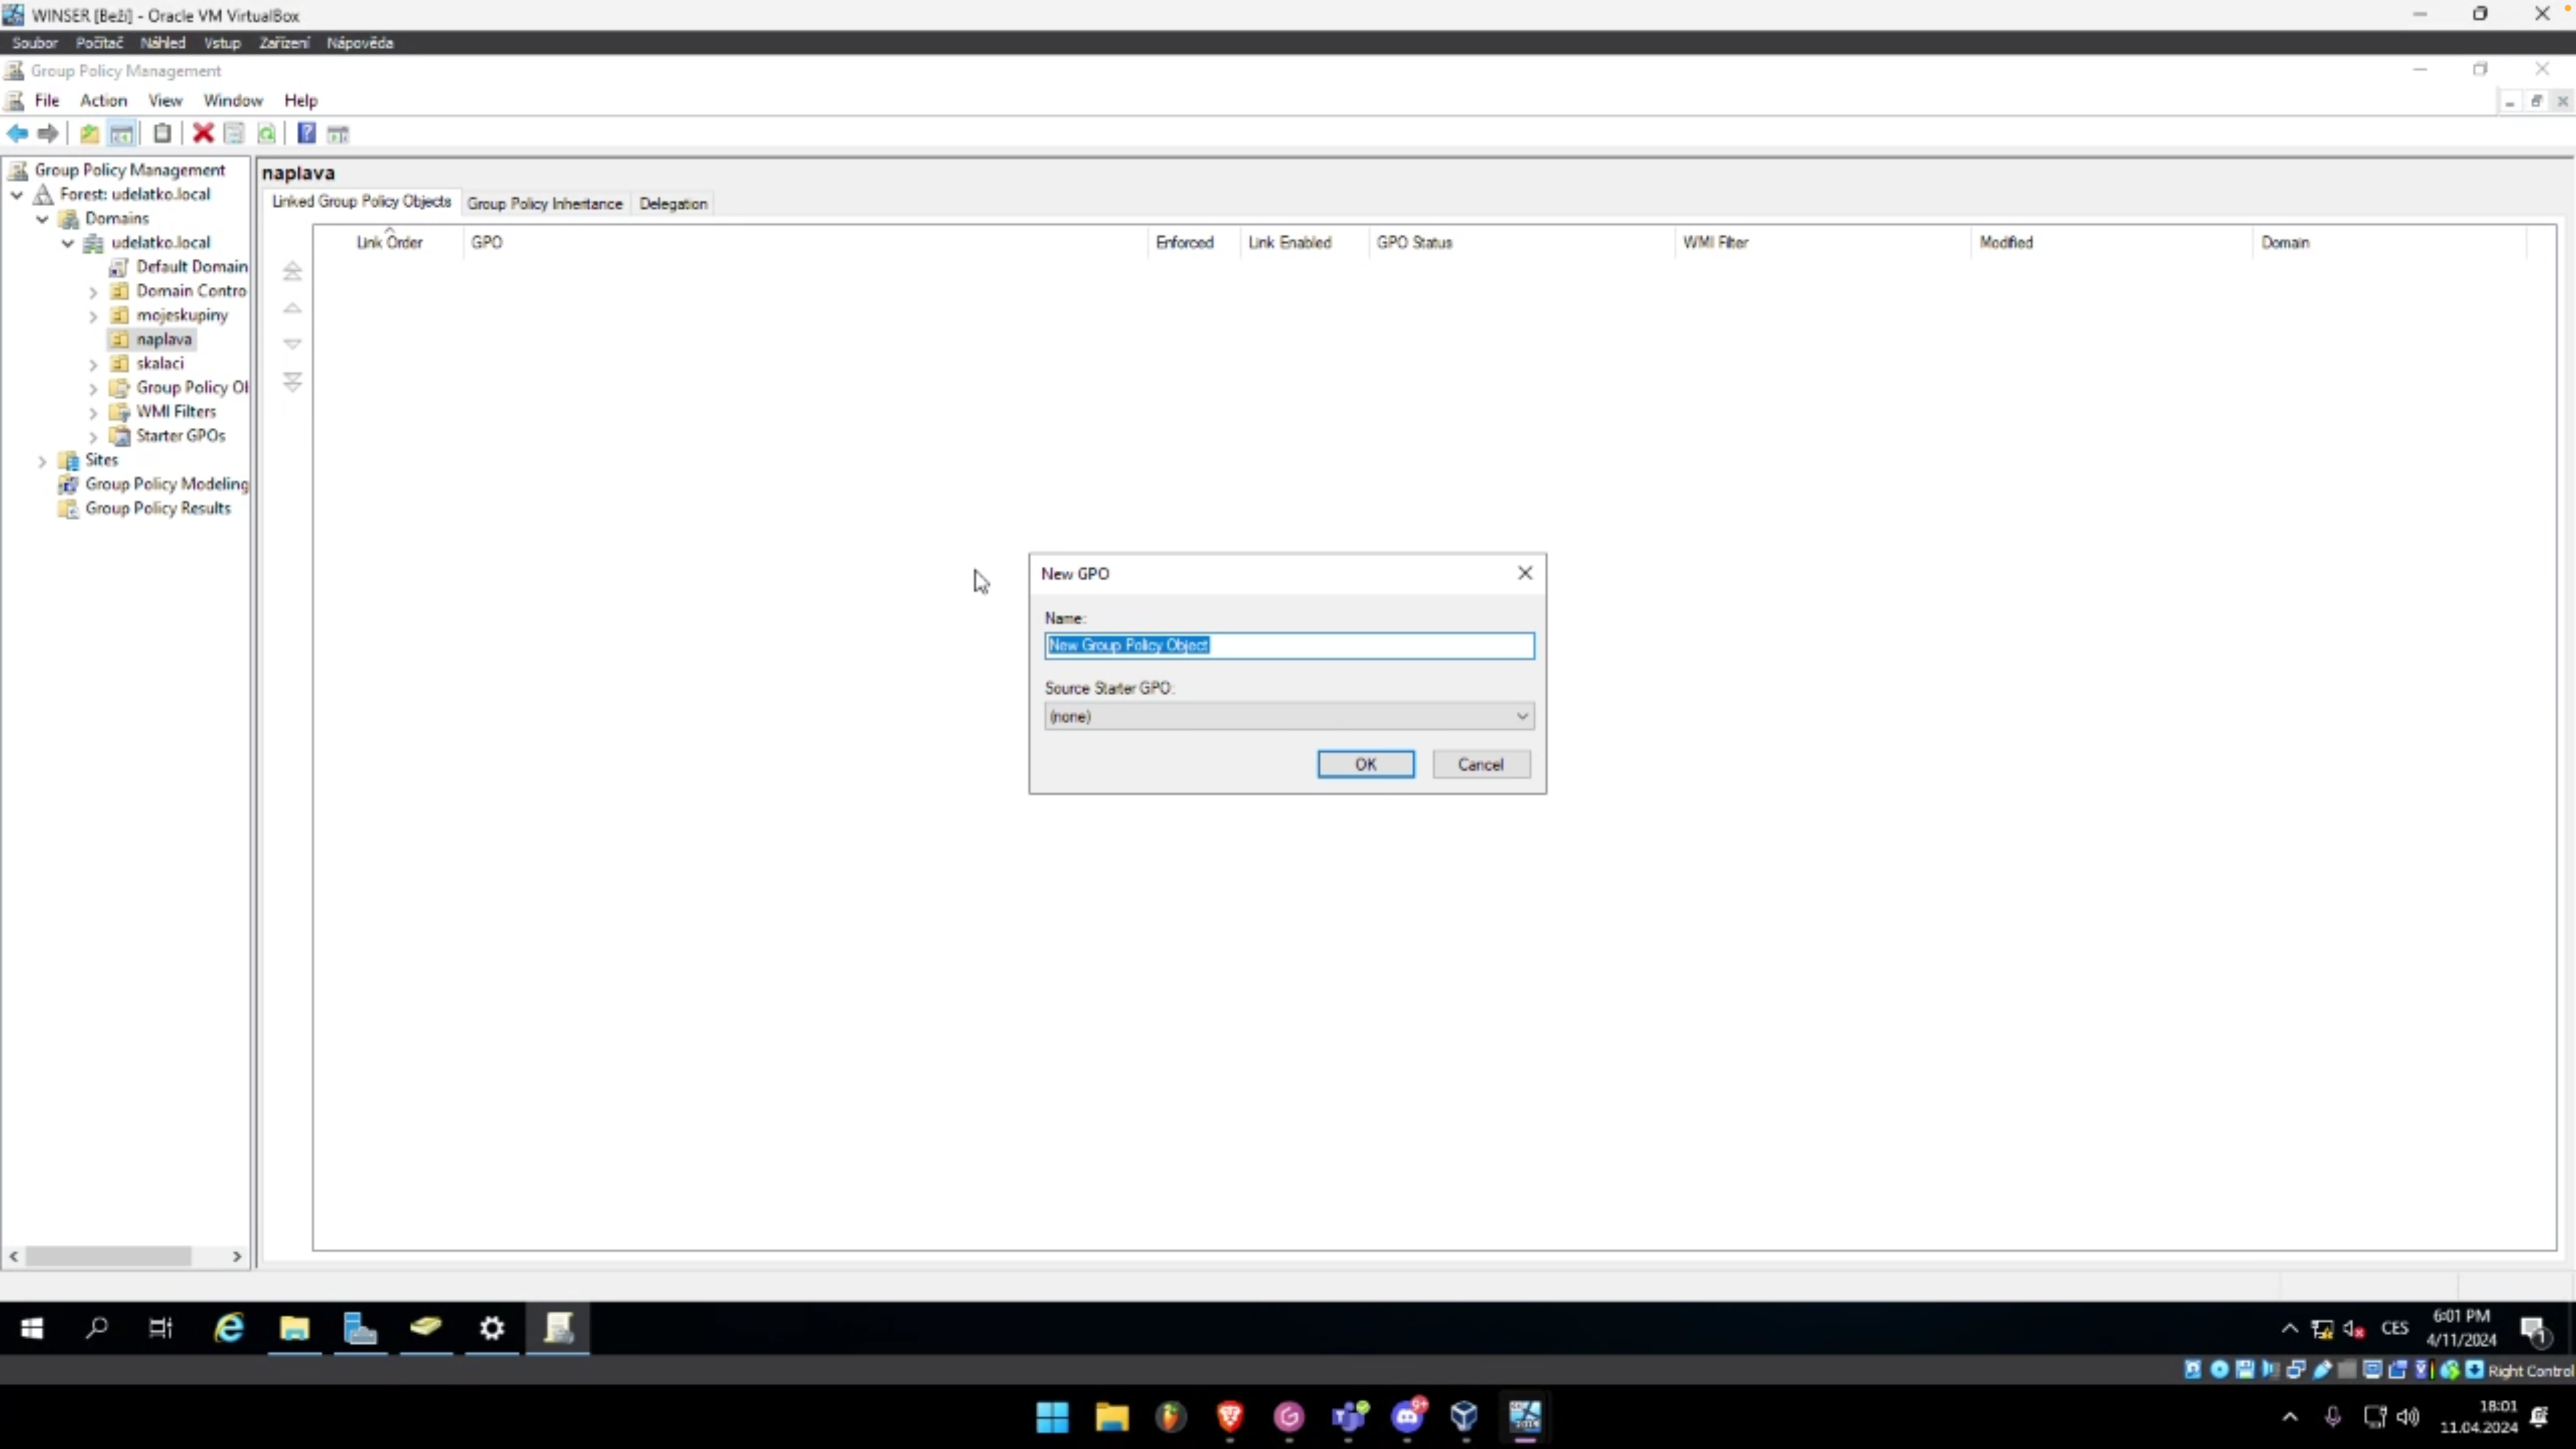 WINSER [Beží] - Oracle VM VirtualBox
Soubor Počítač Náhled Vstup Zařízení Nápověda
Group Policy Management
File Action View Window Help
Group Policy Management
Forest: udelatko.local
Domains
udelatko.local
Default Domain
Domain Contro
mojeskupiny
naplava
skalaci
Group Policy Ol
WMI Filters
Starter GPOs
Sites
Group Policy Modeling
Group Policy Results
naplava
Linked Group Policy Objects Group Policy Inheritance Delegation
Link Order GPO Enforced Link Enabled GPO Status WMI Filter Modified Domain
New GPO
Name:
New Group Policy Object
Source Starter GPO:
(none)
OK Cancel
CES
6:01 PM
4/11/2024
1
Right Control
9+
2019
18:01
11.04.2024